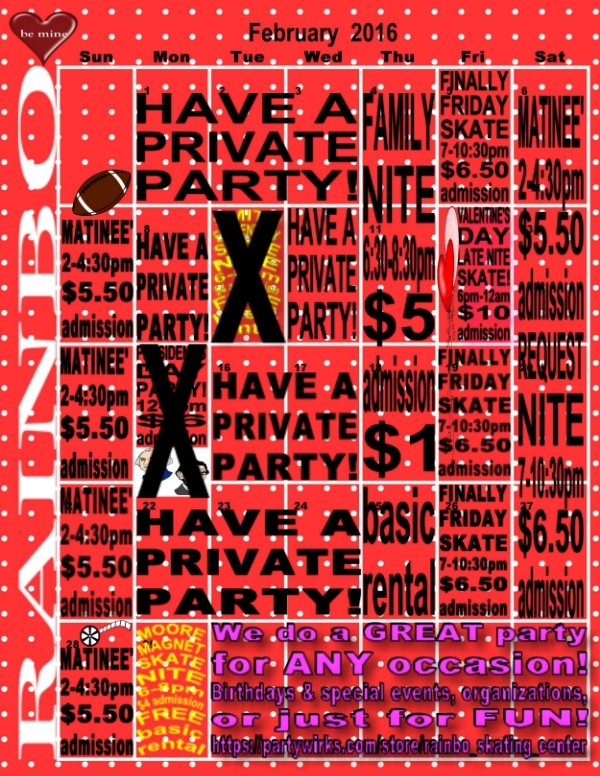 be mine
February 2016
Sun Mon Tue Wed Thu Fri Sat
RAINBO
1 2 3
HAVE A
PRIVATE
PARTY!
FAMILY
NITE
6:30-8:30pm
$5
admission
$1
basic
rental
FINALLY
FRIDAY
SKATE
7-10:30pm
$6.50
admission
6
MATINEE'
2-4:30pm
$5.50
admission
REQUEST
NITE
7-10:30pm
$6.50
admission
MATINEE'
2-4:30pm
$5.50
admission
8
HAVE A
PRIVATE
PARTY!
HAVE A
PRIVATE
PARTY!
11
VALENTINE'S
DAY
LATE NITE
SKATE!
6pm-12am
$10
admission
MATINEE'
2-4:30pm
$5.50
admission
PRESIDENTS
DAY
PARTY!
16 17
HAVE A
PRIVATE
PARTY!
FINALLY
FRIDAY
SKATE
7-10:30pm
$6.50
admission
MATINEE'
2-4:30pm
$5.50
admission
22 23 24
HAVE A
PRIVATE
PARTY!
25
26
FINALLY
FRIDAY
SKATE
7-10:30pm
$6.50
admission
27
28
MATINEE'
2-4:30pm
$5.50
admission
MOORE
MAGNET
SKATE
NITE
6-8pm
$4 admission
FREE
basic
rental
We do a GREAT party
for ANY occasion!
Birthdays & special events, organizations,
or just for FUN!
https://partywirks.com/store/rainbo_skating_center